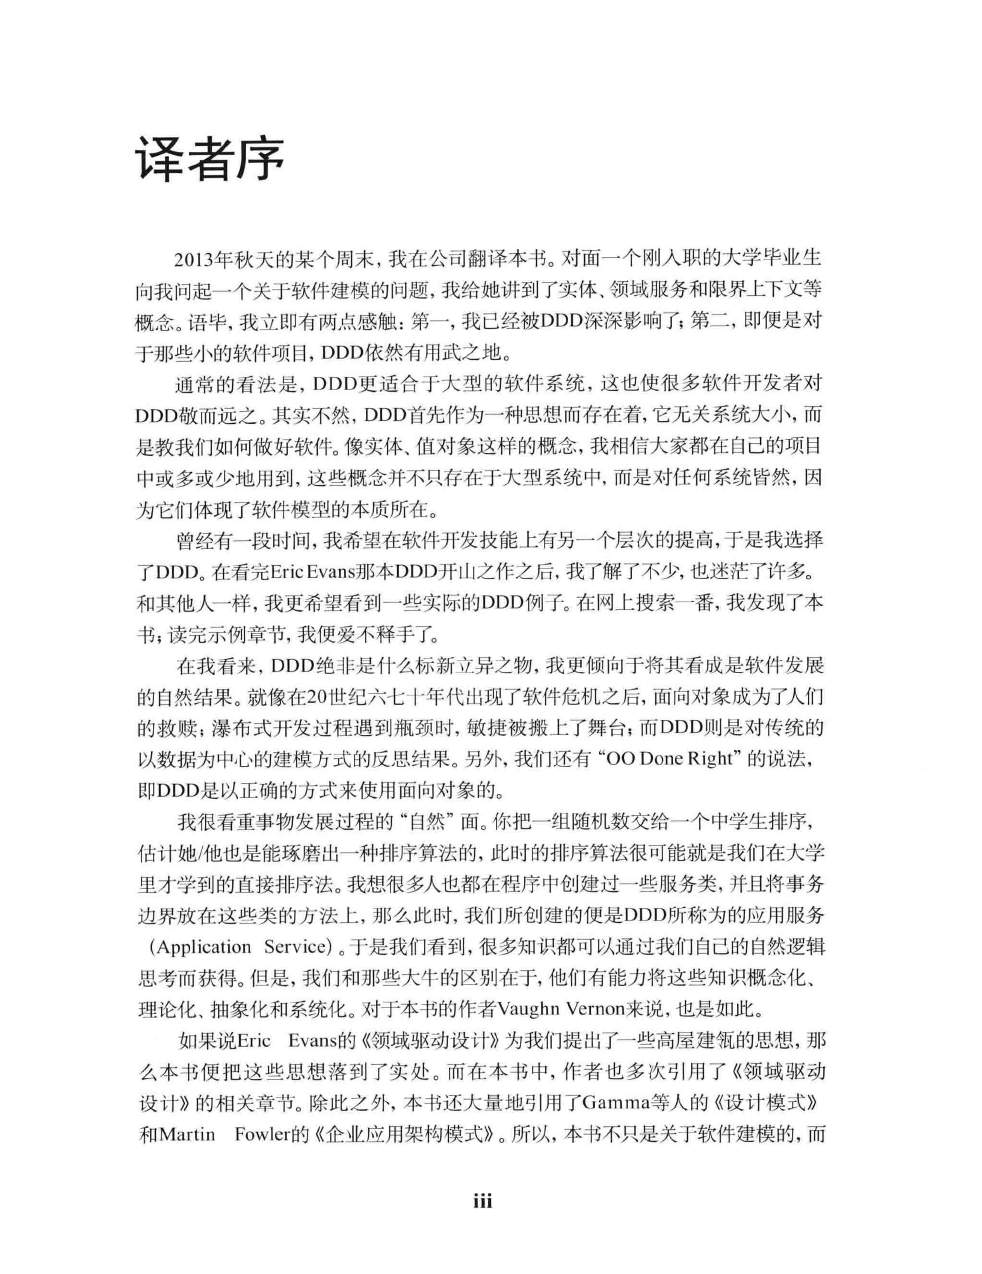 译者序
2013年秋天的某个周末，我在公司翻译本书。对面一个刚入职的大学毕业生
向我问起一个关于软件建模的问题，我给她讲到了实体、领域服务和限界上下文等
概念。语毕，我立即有两点感触：第一，我已经被DDD深深影响了；第二，即便是对
于那些小的软件项目，DDD依然有用武之地。
通常的看法是，DDD更适合于大型的软件系统，这也使很多软件开发者对
DDD敬而远之。其实不然，DDD首先作为一种思想而存在着，它无关系统大小，而
是教我们如何做好软件。像实体、值对象这样的概念，我相信大家都在自己的项目
中或多或少地用到，这些概念并不只存在于大型系统中，而是对任何系统皆然，因
为它们体现了软件模型的本质所在。
曾经有一段时间，我希望在软件开发技能上有另一个层次的提高，于是我选择
了DDD。在看完Eric Evans那本DDD开山之作之后，我了解了不少，也迷茫了许多。
和其他人一样，我更希望看到一些实际的DDD例子。在网上搜索一番，我发现了本
书；读完示例章节，我便爱不释手了。
在我看来，DDD绝非是什么标新立异之物，我更倾向于将其看成是软件发展
的自然结果。就像在20世纪六七十年代出现了软件危机之后，面向对象成为了人们
的救赎；瀑布式开发过程遇到瓶颈时，敏捷被搬上了舞台；而DDD则是对传统的
以数据为中心的建模方式的反思结果。另外，我们还有“OO Done Right”的说法，
即DDD是以正确的方式来使用面向对象的。
我很看重事物发展过程的“自然”面。你把一组随机数交给一个中学生排序，
估计她/他也是能琢磨出一种排序算法的，此时的排序算法很可能就是我们在大学
里才学到的直接排序法。我想很多人也都在程序中创建过一些服务类，并且将事务
边界放在这些类的方法上，那么此时，我们所创建的便是DDD所称为的应用服务
（Application Service）。于是我们看到，很多知识都可以通过我们自己的自然逻辑
思考而获得。但是，我们和那些大牛的区别在于，他们有能力将这些知识概念化、
理论化、抽象化和系统化。对于本书的作者Vaughn Vernon来说，也是如此。
如果说Eric Evans的《领域驱动设计》为我们提出了一些高屋建瓴的思想，那
么本书便把这些思想落到了实处。而在本书中，作者也多次引用了《领域驱动
设计》的相关章节。除此之外，本书还大量地引用了Gamma等人的《设计模式》
和Martin Fowler的《企业应用架构模式》。所以，本书不只是关于软件建模的，而
iii